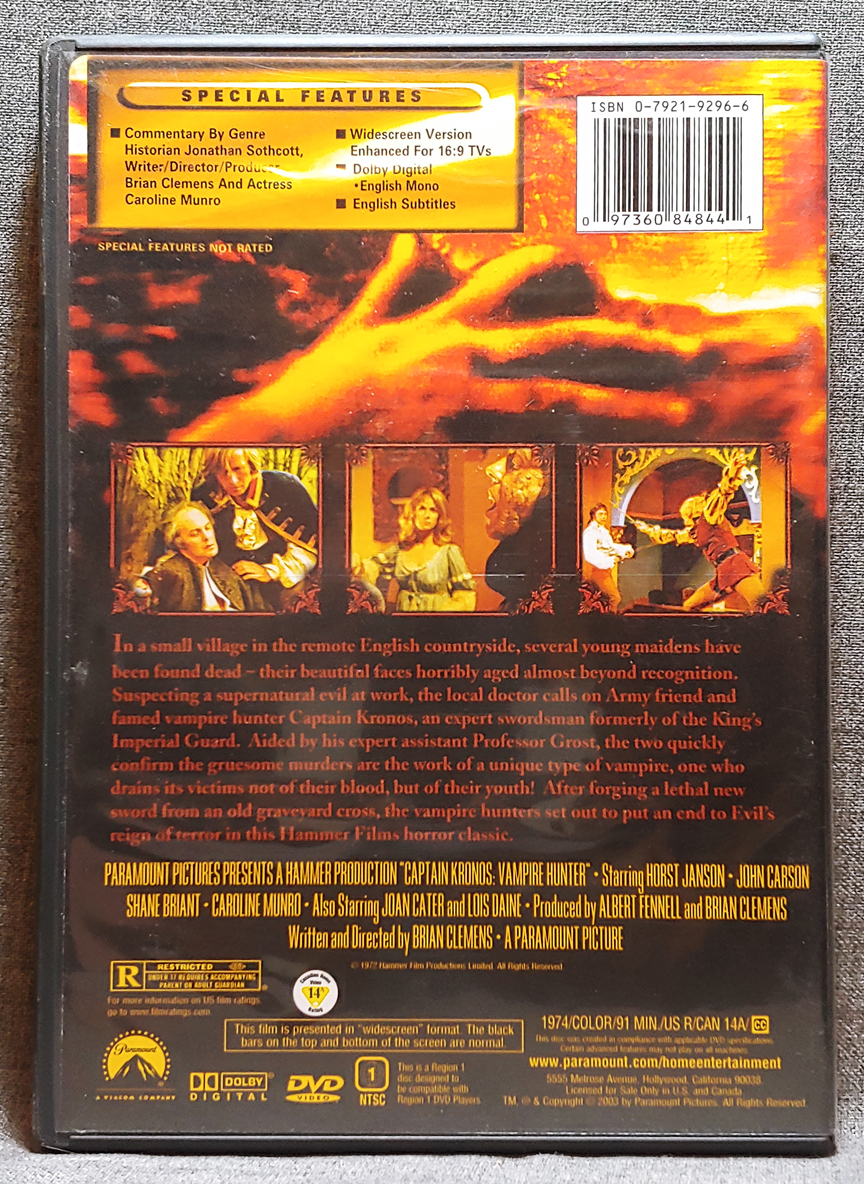 SPECIAL FEATURES
■ Commentary By Genre
Historian Jonathan Sothcott,
Writer/Director/Producer
Brian Clemens And Actress
Caroline Munro
■ Widescreen Version
Enhanced For 16:9 TVs
■ Dolby Digital
•English Mono
■ English Subtitles
SPECIAL FEATURES NOT RATED
ISBN 0-7921-9296-6
0 97360 84844 1
In a small village in the remote English countryside, several young maidens have
been found dead – their beautiful faces horribly aged almost beyond recognition.
Suspecting a supernatural evil at work, the local doctor calls on Army friend and
famed vampire hunter Captain Kronos, an expert swordsman formerly of the King's
Imperial Guard. Aided by his expert assistant Professor Grost, the two quickly
confirm the gruesome murders are the work of a unique type of vampire, one who
drains its victims not of their blood, but of their youth! After forging a lethal new
sword from an old graveyard cross, the vampire hunters set out to put an end to Evil's
reign of terror in this Hammer Films horror classic.
PARAMOUNT PICTURES PRESENTS A HAMMER PRODUCTION "CAPTAIN KRONOS: VAMPIRE HUNTER" • Starring HORST JANSON • JOHN CARSON
SHANE BRIANT • CAROLINE MUNRO • Also Starring JOAN CATER and LOIS DAINE • Produced by ALBERT FENNELL and BRIAN CLEMENS
Written and Directed by BRIAN CLEMENS • A PARAMOUNT PICTURE
© 1972 Hammer Film Productions Limited. All Rights Reserved
R RESTRICTED
UNDER 17 REQUIRES ACCOMPANYING
PARENT OR ADULT GUARDIAN
For more information on US film ratings,
go to www.filmratings.com
Canadian Home
Video
14A
Rating
This film is presented in "widescreen" format. The black
bars on the top and bottom of the screen are normal.
1974/COLOR/91 MIN./US R/CAN 14A/CC
This disc was created in compliance with applicable DVD specifications.
Certain advanced features may not play on all machines.
www.paramount.com/homeentertainment
5555 Melrose Avenue, Hollywood, California 90038.
Licensed for Sale Only in U.S. and Canada.
TM, ® & Copyright © 2003 by Paramount Pictures. All Rights Reserved.
Paramount
A VIACOM COMPANY
DOLBY
DIGITAL
DVD
VIDEO
1
NTSC
This is a Region 1
disc designed to
be compatible with
Region 1 DVD Players